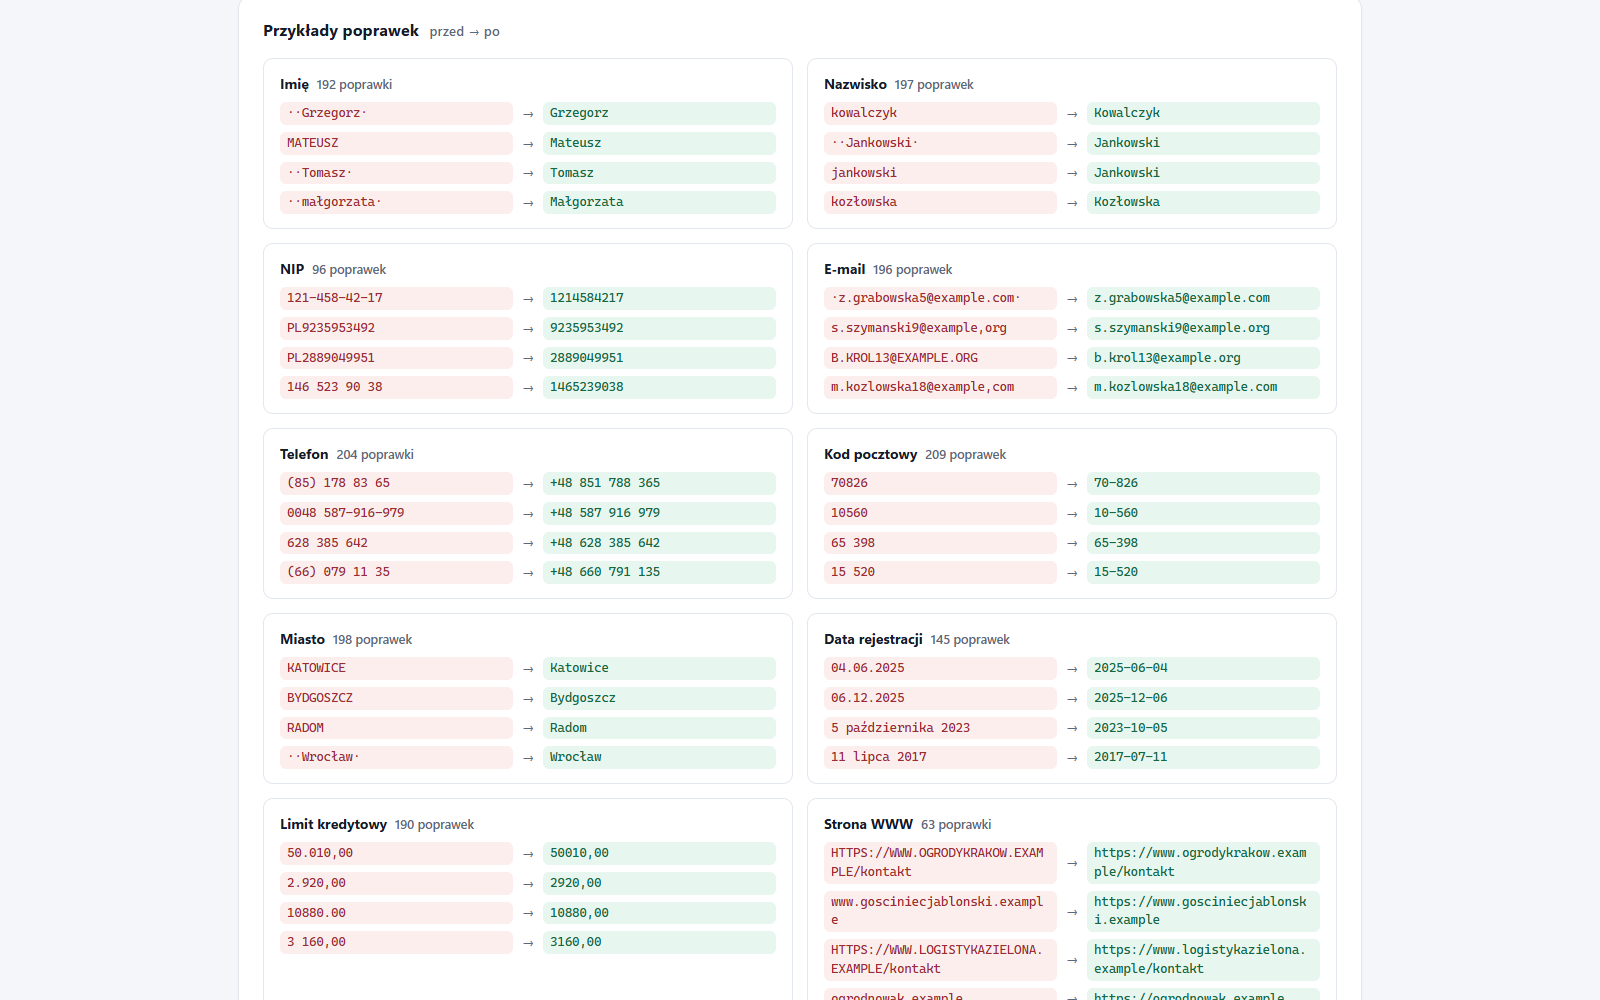 Przykłady poprawek przed → po
Imię 192 poprawki
··Grzegorz· → Grzegorz
MATEUSZ → Mateusz
··Tomasz· → Tomasz
··małgorzata· → Małgorzata
Nazwisko 197 poprawek
kowalczyk → Kowalczyk
··Jankowski· → Jankowski
jankowski → Jankowski
kozłowska → Kozłowska
NIP 96 poprawek
121-458-42-17 → 1214584217
PL9235953492 → 9235953492
PL2889049951 → 2889049951
146 523 90 38 → 1465239038
E-mail 196 poprawek
·z.grabowska5@example.com· → z.grabowska5@example.com
s.szymanski9@example,org → s.szymanski9@example.org
B.KROL13@EXAMPLE.ORG → b.krol13@example.org
m.kozlowska18@example,com → m.kozlowska18@example.com
Telefon 204 poprawki
(85) 178 83 65 → +48 851 788 365
0048 587-916-979 → +48 587 916 979
628 385 642 → +48 628 385 642
(66) 079 11 35 → +48 660 791 135
Kod pocztowy 209 poprawek
70826 → 70-826
10560 → 10-560
65 398 → 65-398
15 520 → 15-520
Miasto 198 poprawek
KATOWICE → Katowice
BYDGOSZCZ → Bydgoszcz
RADOM → Radom
··Wrocław· → Wrocław
Data rejestracji 145 poprawek
04.06.2025 → 2025-06-04
06.12.2025 → 2025-12-06
5 października 2023 → 2023-10-05
11 lipca 2017 → 2017-07-11
Limit kredytowy 190 poprawek
50.010,00 → 50010,00
2.920,00 → 2920,00
10880.00 → 10880,00
3 160,00 → 3160,00
Strona WWW 63 poprawki
HTTPS://WWW.OGRODYKRAKOW.EXAM
PLE/kontakt
→
https://www.ogrodykrakow.exam
ple/kontakt
www.gosciniecjablonski.exampl
e
→
https://www.gosciniecjablonsk
i.example
HTTPS://WWW.LOGISTYKAZIELONA.
EXAMPLE/kontakt
→
https://www.logistykazielona.
example/kontakt
ogrodnowak.example → https://ogrodnowak.example